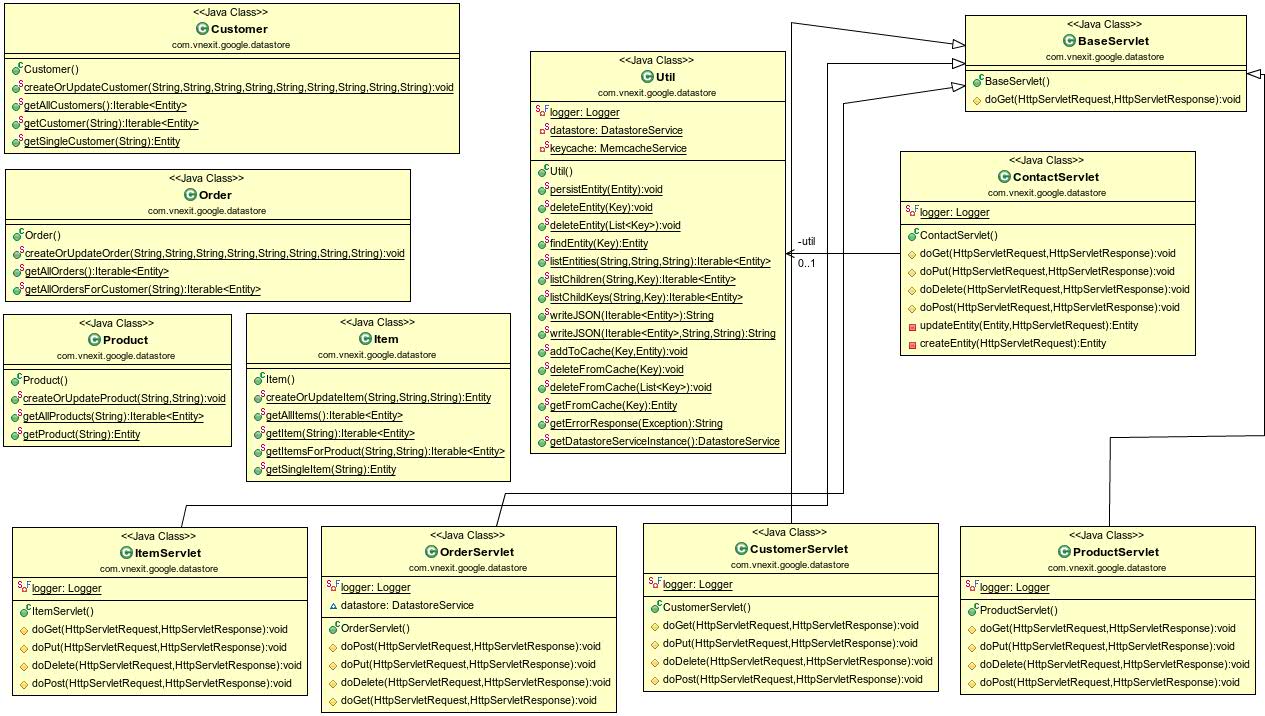 <<Java Class>>
Customer
com.vnexit.google.datastore
Customer()
createOrUpdateCustomer(String,String,String,String,String,String,String,String):void
getAllCustomers():Iterable<Entity>
getCustomer(String):Iterable<Entity>
getSingleCustomer(String):Entity
<<Java Class>>
Order
com.vnexit.google.datastore
Order()
createOrUpdateOrder(String,String,String,String,String,String,String):void
getAllOrders():Iterable<Entity>
getAllOrdersForCustomer(String):Iterable<Entity>
<<Java Class>>
Product
com.vnexit.google.datastore
Product()
createOrUpdateProduct(String,String):void
getAllProducts(String):Iterable<Entity>
getProduct(String):Entity
<<Java Class>>
Item
com.vnexit.google.datastore
Item()
createOrUpdateItem(String,String,String):Entity
getAllItems():Iterable<Entity>
getItem(String):Iterable<Entity>
getItemsForProduct(String,String):Iterable<Entity>
getSingleItem(String):Entity
<<Java Class>>
Util
com.vnexit.google.datastore
logger: Logger
datastore: DatastoreService
keycache: MemcacheService
Util()
persistEntity(Entity):void
deleteEntity(Key):void
deleteEntity(List<Key>):void
findEntity(Key):Entity
listEntities(String,String,String):Iterable<Entity>
listChildren(String,Key):Iterable<Entity>
listChildKeys(String,Key):Iterable<Entity>
writeJSON(Iterable<Entity>):String
writeJSON(Iterable<Entity>,String,String):String
addToCache(Key,Entity):void
deleteFromCache(Key):void
deleteFromCache(List<Key>):void
getFromCache(Key):Entity
getErrorResponse(Exception):String
getDatastoreServiceInstance():DatastoreService
-util
0..1
<<Java Class>>
BaseServlet
com.vnexit.google.datastore
BaseServlet()
doGet(HttpServletRequest,HttpServletResponse):void
<<Java Class>>
ContactServlet
com.vnexit.google.datastore
logger: Logger
ContactServlet()
doGet(HttpServletRequest,HttpServletResponse):void
doPut(HttpServletRequest,HttpServletResponse):void
doDelete(HttpServletRequest,HttpServletResponse):void
doPost(HttpServletRequest,HttpServletResponse):void
updateEntity(Entity,HttpServletRequest):Entity
createEntity(HttpServletRequest):Entity
<<Java Class>>
ItemServlet
com.vnexit.google.datastore
logger: Logger
ItemServlet()
doGet(HttpServletRequest,HttpServletResponse):void
doPut(HttpServletRequest,HttpServletResponse):void
doDelete(HttpServletRequest,HttpServletResponse):void
doPost(HttpServletRequest,HttpServletResponse):void
<<Java Class>>
OrderServlet
com.vnexit.google.datastore
logger: Logger
datastore: DatastoreService
OrderServlet()
doPost(HttpServletRequest,HttpServletResponse):void
doPut(HttpServletRequest,HttpServletResponse):void
doDelete(HttpServletRequest,HttpServletResponse):void
doGet(HttpServletRequest,HttpServletResponse):void
<<Java Class>>
CustomerServlet
com.vnexit.google.datastore
logger: Logger
CustomerServlet()
doGet(HttpServletRequest,HttpServletResponse):void
doPut(HttpServletRequest,HttpServletResponse):void
doDelete(HttpServletRequest,HttpServletResponse):void
doPost(HttpServletRequest,HttpServletResponse):void
<<Java Class>>
ProductServlet
com.vnexit.google.datastore
logger: Logger
ProductServlet()
doGet(HttpServletRequest,HttpServletResponse):void
doPut(HttpServletRequest,HttpServletResponse):void
doDelete(HttpServletRequest,HttpServletResponse):void
doPost(HttpServletRequest,HttpServletResponse):void